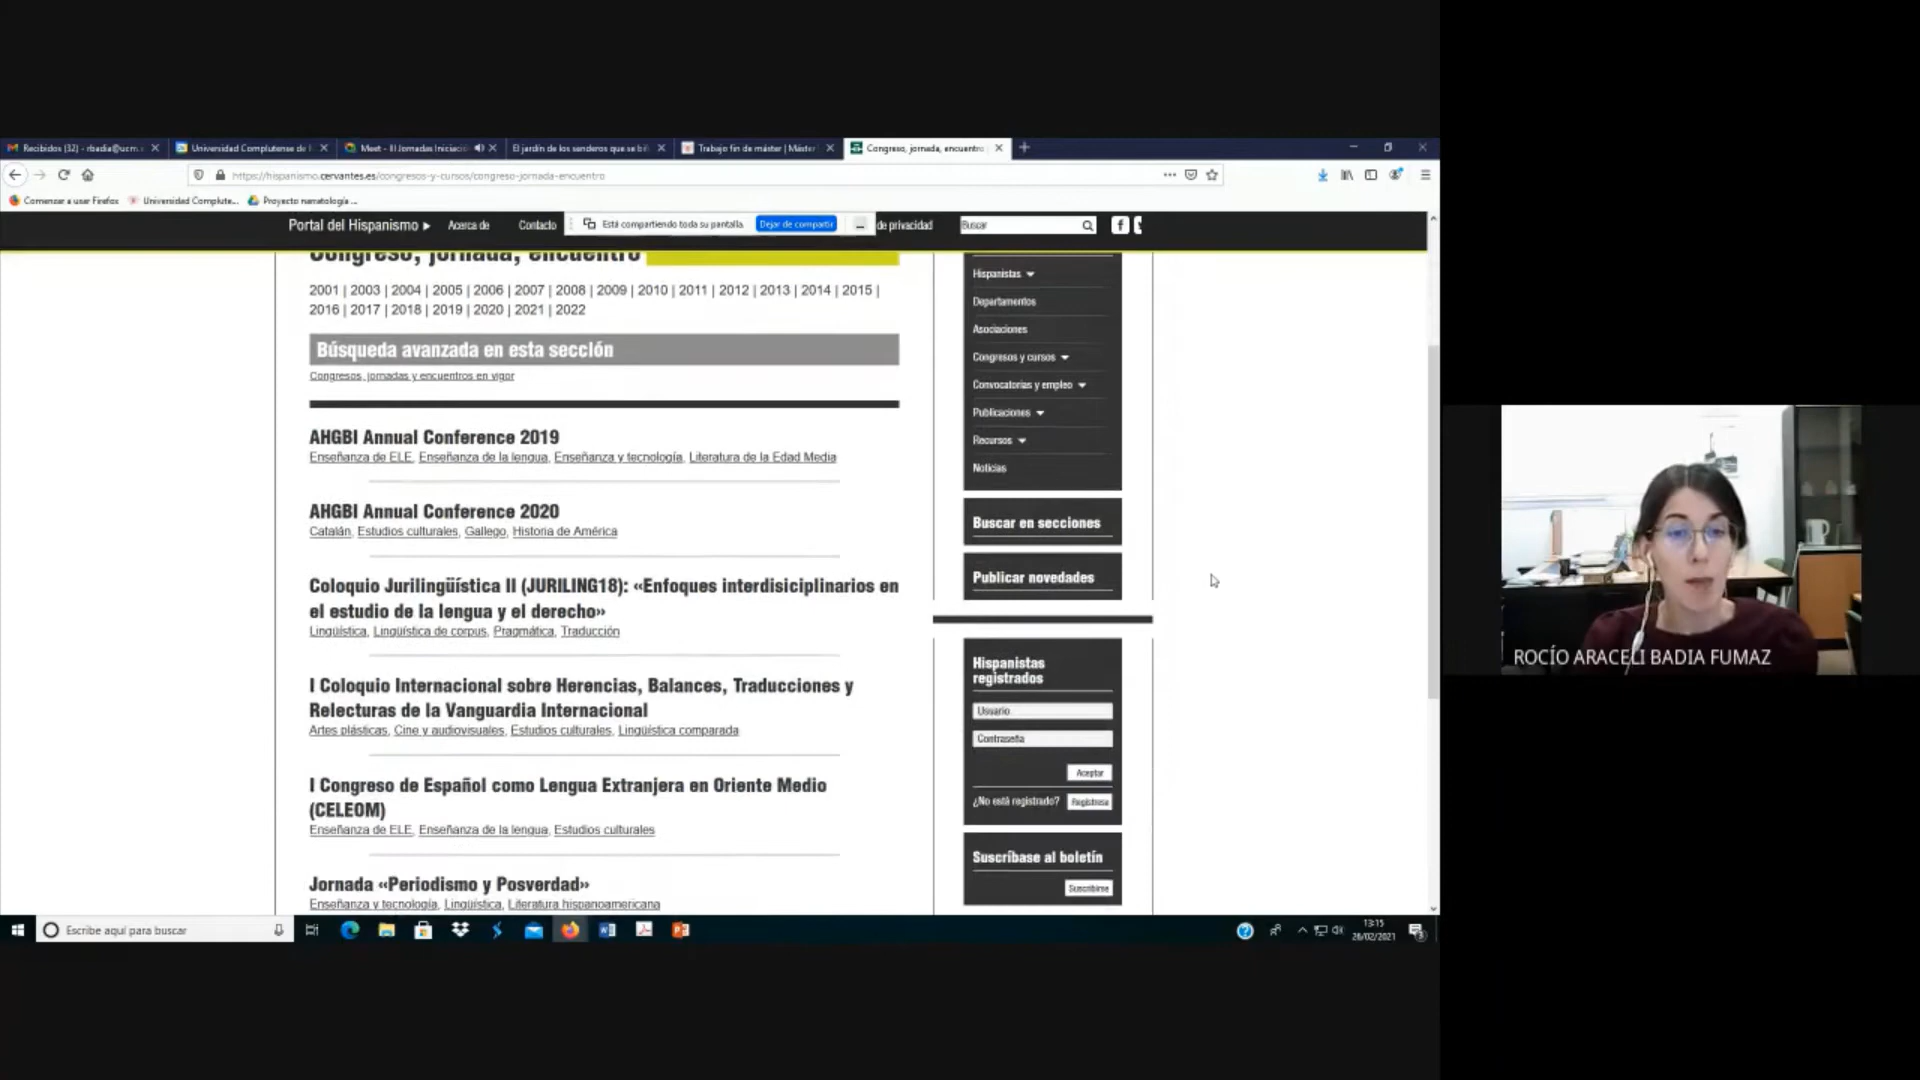 Recibidos (32) - rbadia@ucm.
Universidad Complutense de
Meet - II Jornadas Iniciaci
El jardín de los senderos que se bi
Trabajo fin de máster | Máster
Congreso, jornada, encuentro
https://hispanismo.cervantes.es/congresos-y-cursos/congreso-jornada-encuentro
Comenzar a usar Firefox
Universidad Complute...
Proyecto narratología ...
Portal del Hispanismo
Acerca de
Contacto
Está compartiendo toda su pantalla.
Dejar de compartir
de privacidad
Buscar
Congreso, jornada, encuentro
2001 | 2003 | 2004 | 2005 | 2006 | 2007 | 2008 | 2009 | 2010 | 2011 | 2012 | 2013 | 2014 | 2015 |
2016 | 2017 | 2018 | 2019 | 2020 | 2021 | 2022
Búsqueda avanzada en esta sección
Congresos, jornadas y encuentros en vigor
AHGBI Annual Conference 2019
Enseñanza de ELE, Enseñanza de la lengua, Enseñanza y tecnología, Literatura de la Edad Media
AHGBI Annual Conference 2020
Catalán, Estudios culturales, Gallego, Historia de América
Coloquio Jurilingüística II (JURILING18): «Enfoques interdisiciplinarios en
el estudio de la lengua y el derecho»
Lingüística, Lingüística de corpus, Pragmática, Traducción
I Coloquio Internacional sobre Herencias, Balances, Traducciones y
Relecturas de la Vanguardia Internacional
Artes plásticas, Cine y audiovisuales, Estudios culturales, Lingüística comparada
I Congreso de Español como Lengua Extranjera en Oriente Medio
(CELEOM)
Enseñanza de ELE, Enseñanza de la lengua, Estudios culturales
Jornada «Periodismo y Posverdad»
Enseñanza y tecnología, Lingüística, Literatura hispanoamericana
Hispanistas
Departamentos
Asociaciones
Congresos y cursos
Convocatorias y empleo
Publicaciones
Recursos
Noticias
Buscar en secciones
Publicar novedades
Hispanistas
registrados
Usuario
Contraseña
Aceptar
¿No está registrado?
Regístrese
Suscríbase al boletín
Suscribirse
ROCÍO ARACELI BADIA FUMAZ
Escribe aquí para buscar
13:15
26/02/2021